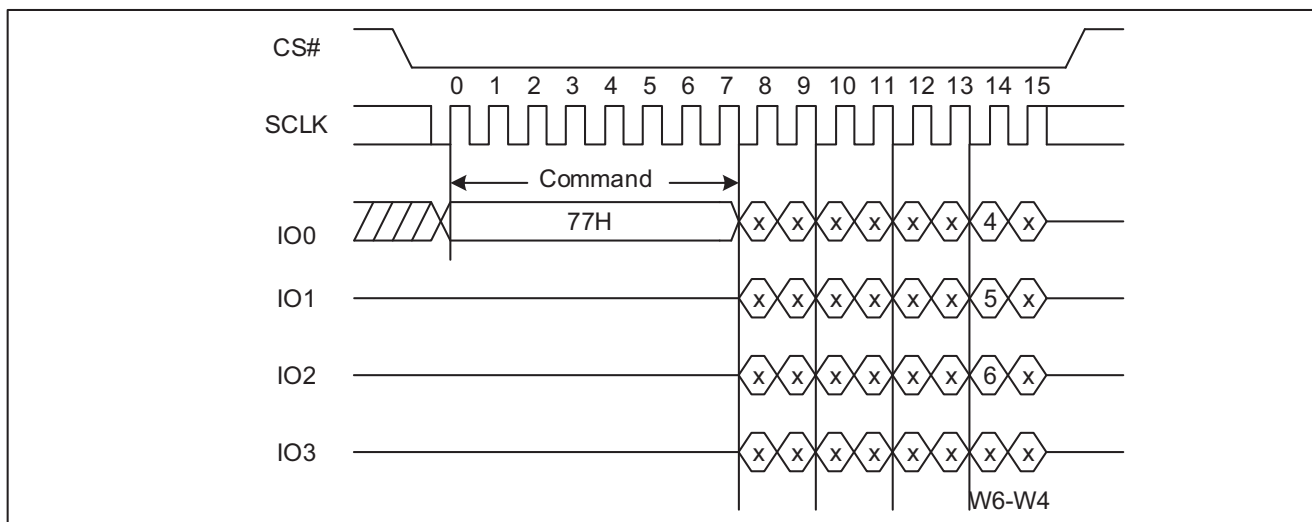 CS#
0 1 2 3 4 5 6 7 8 9 10 11 12 13 14 15
SCLK
Command
IO0 77H x x x x x x 4 x
IO1 x x x x x x 5 x
IO2 x x x x x x 6 x
IO3 x x x x x x x x
W6-W4